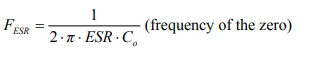 F_ESR = 1 / (2·π·ESR·C_o) (frequency of the zero)